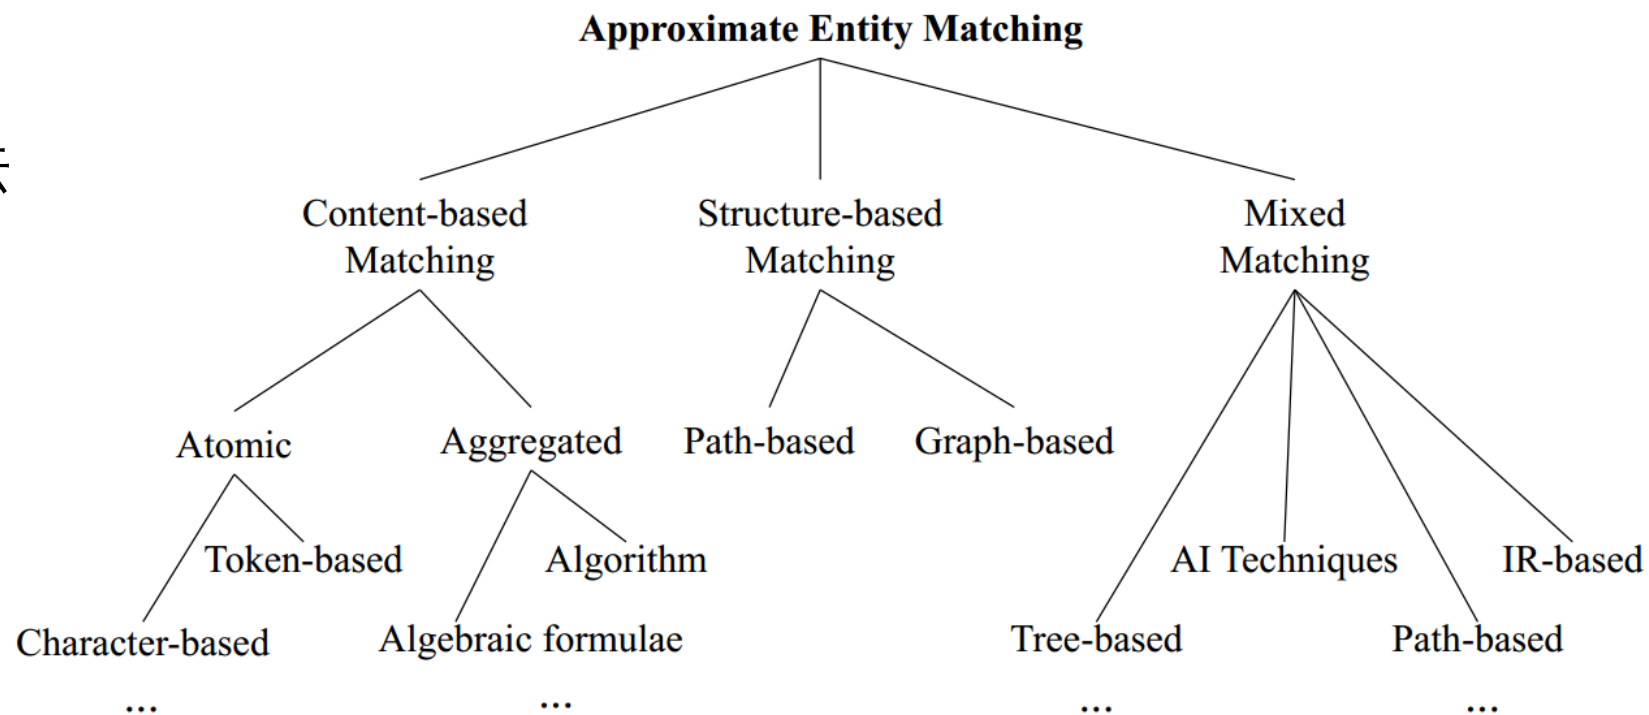 Approximate Entity Matching
Content-based
Matching
Structure-based
Matching
Mixed
Matching
Atomic
Aggregated
Path-based
Graph-based
Token-based
Algorithm
AI Techniques
IR-based
Character-based
Algebraic formulae
Tree-based
Path-based
...
...
...
...